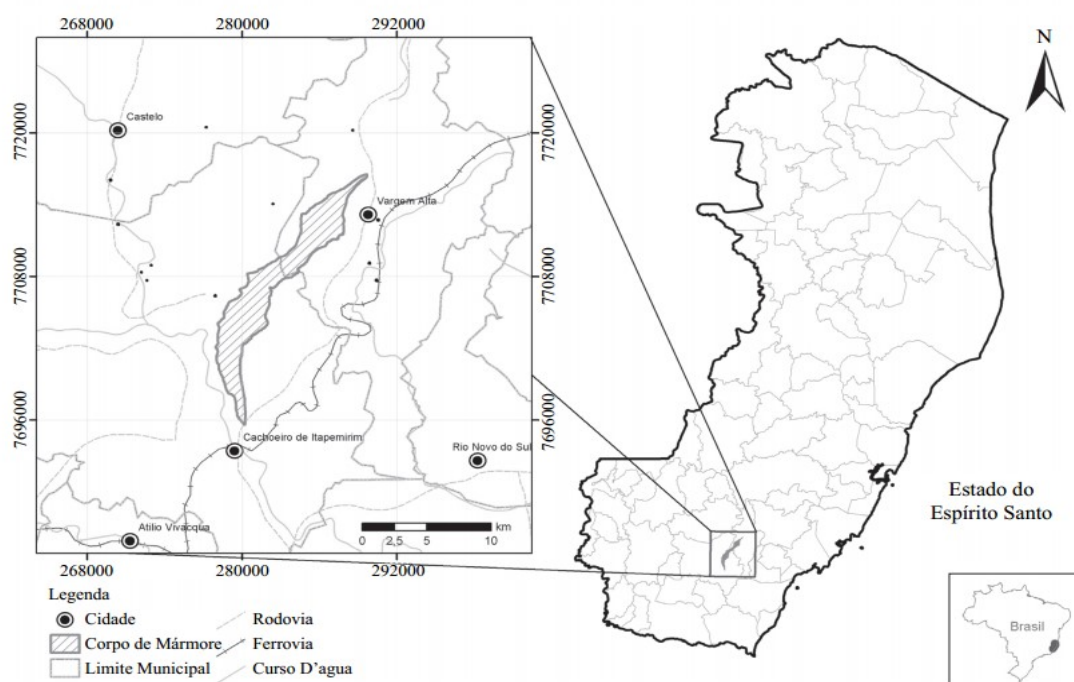 268000 280000 292000
N
7720000 7720000
Castelo
Vargem Alta
7708000 7708000
7696000 7696000
Cachoeiro de Itapemirim
Rio Novo do Sul
Estado do
Espírito Santo
Atilio Vivacqua
km
0 2,5 5 10
268000 280000 292000
Legenda
Cidade Rodovia
Corpo de Mármore Ferrovia
Limite Municipal Curso D'agua
Brasil